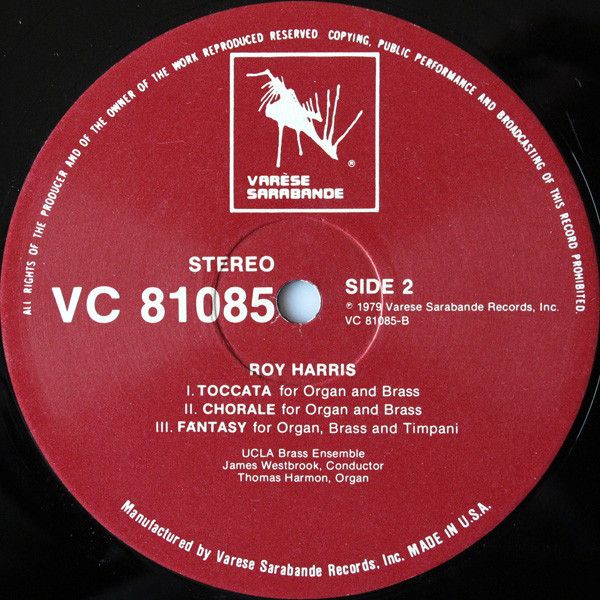 ALL RIGHTS OF THE PRODUCER AND OF THE OWNER OF THE WORK REPRODUCED RESERVED COPYING, PUBLIC PERFORMANCE AND BROADCASTING OF THIS RECORD PROHIBITED.
®
VARÈSE
SARABANDE
STEREO
VC 81085
SIDE 2
℗ 1979 Varese Sarabande Records, Inc.
VC 81085-B
ROY HARRIS
I. TOCCATA for Organ and Brass
II. CHORALE for Organ and Brass
III. FANTASY for Organ, Brass and Timpani
UCLA Brass Ensemble
James Westbrook, Conductor
Thomas Harmon, Organ
Manufactured by Varese Sarabande Records, Inc. MADE IN U.S.A.